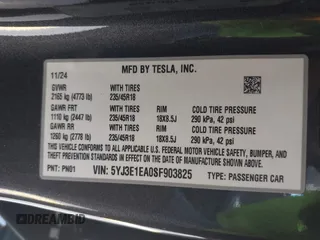 MFD BY TESLA, INC.
11/24
GVWR WITH TIRES
2165 kg (4773 lb) 235/45R18
GAWR FRT WITH TIRES RIM COLD TIRE PRESSURE
1110 kg (2447 lb) 235/45R18 18X8.5J 290 kPa, 42 psi
GAWR RR WITH TIRES RIM COLD TIRE PRESSURE
1260 kg (2778 lb) 235/45R18 18X8.5J 290 kPa, 42 psi
THIS VEHICLE CONFORMS TO ALL APPLICABLE FEDERAL MOTOR VEHICLE SAFETY, BUMPER,
AND THEFT PREVENTION STANDARDS IN EFFECT ON THE DATE OF MANUFACTURE SHOWN ABOVE.
PNT: PN01 VIN: 5YJ3E1EA0SF903825 TYPE: PASSENGER CAR
DREAMBID